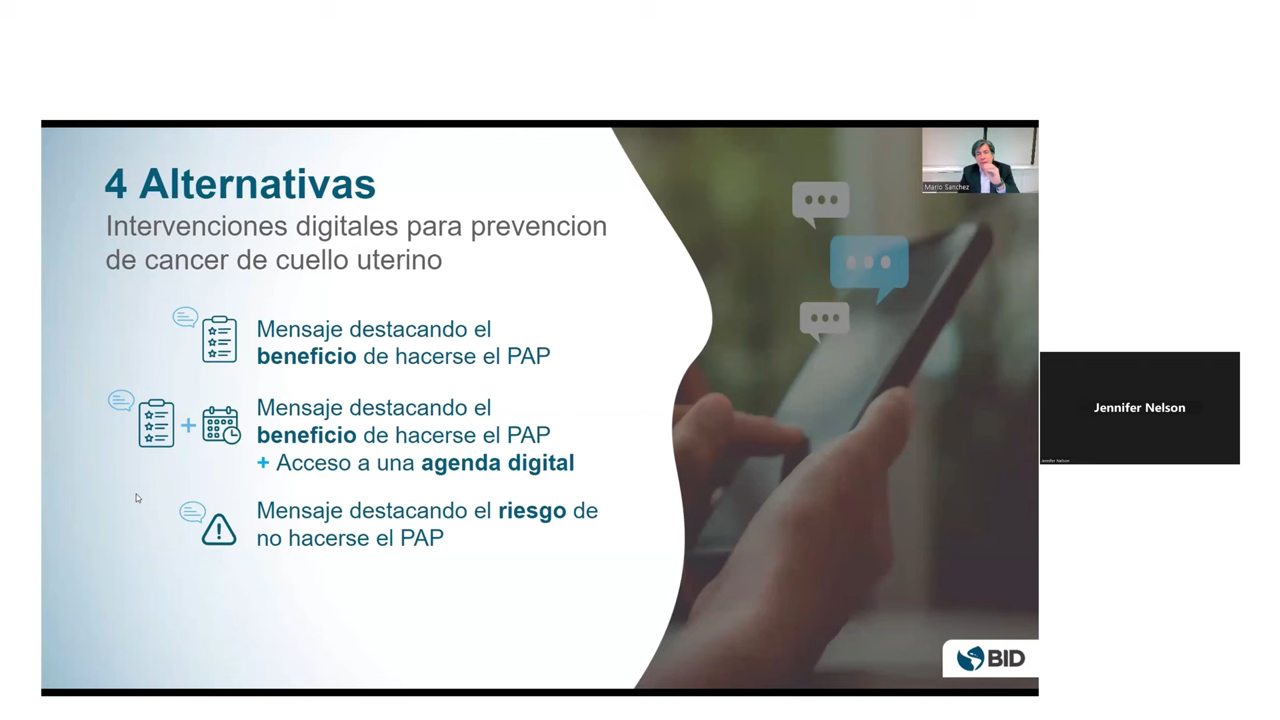 4 Alternativas
Intervenciones digitales para prevencion
de cancer de cuello uterino
Mensaje destacando el
beneficio de hacerse el PAP
Mensaje destacando el
beneficio de hacerse el PAP
+ Acceso a una agenda digital
Mensaje destacando el riesgo de
no hacerse el PAP
Mario Sanchez
Jennifer Nelson
Jennifer Nelson
BID